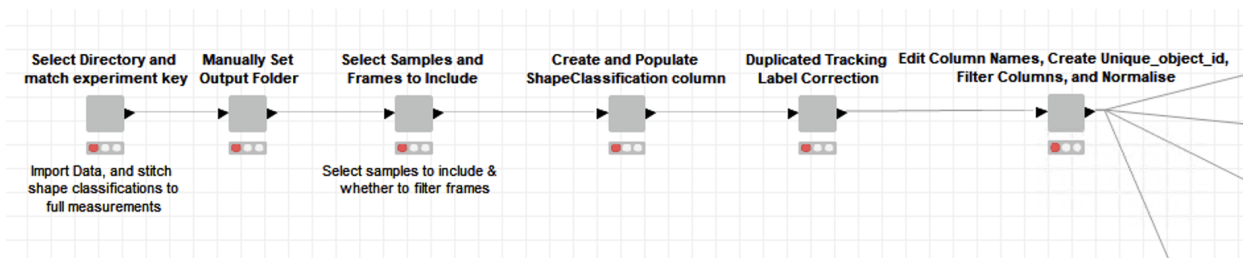 Select Directory and
match experiment key
Manually Set
Output Folder
Select Samples and
Frames to Include
Create and Populate
ShapeClassification column
Duplicated Tracking
Label Correction
Edit Column Names, Create Unique_object_id,
Filter Columns, and Normalise
Import Data, and stitch
shape classifications to
full measurements
Select samples to include &
whether to filter frames